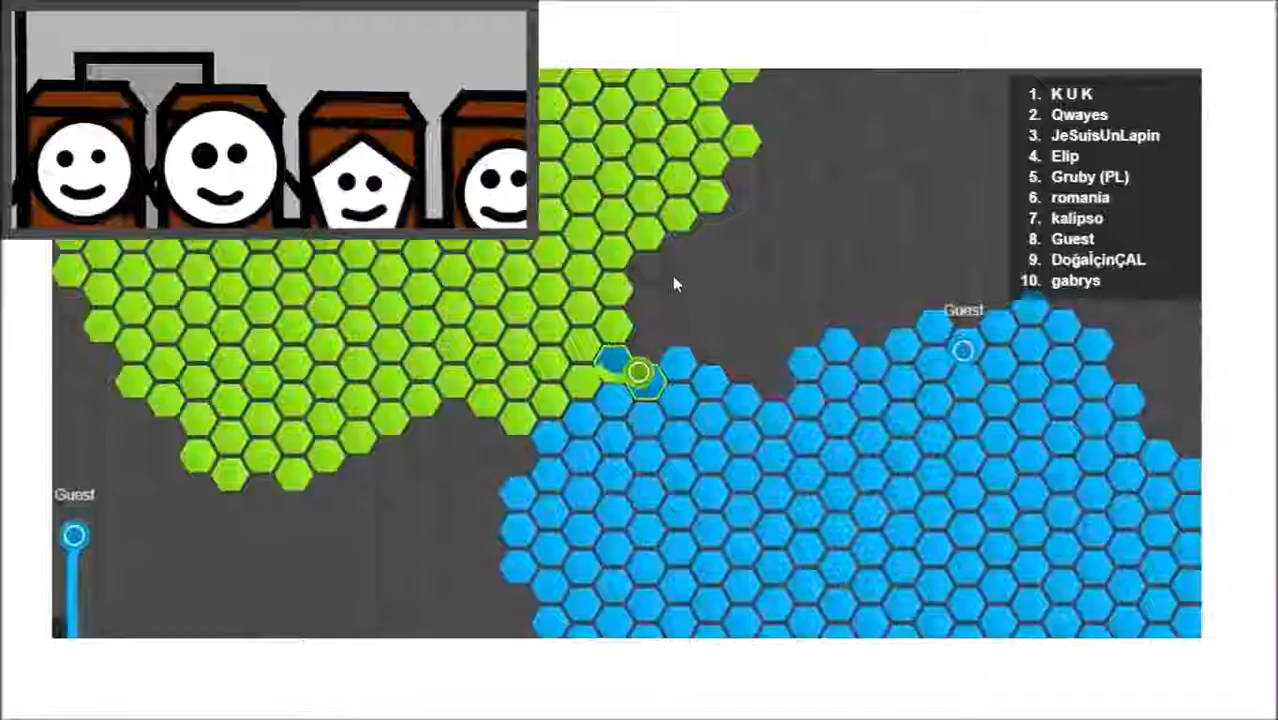 1. K U K
2. Qwayes
3. JeSuisUnLapin
4. Elip
5. Gruby (PL)
6. romania
7. kalipso
8. Guest
9. DoğaİçinÇAL
10. gabrys
Guest
Guest